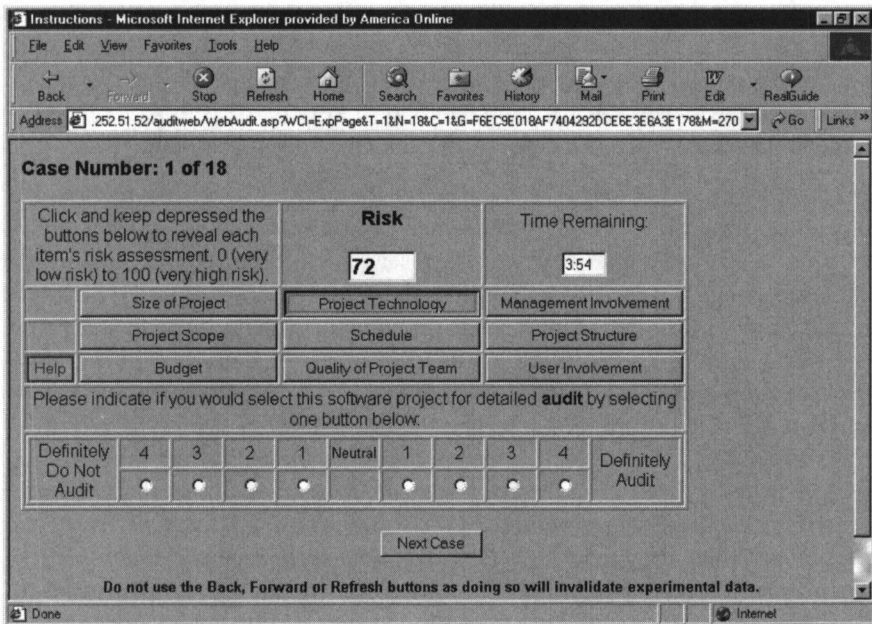 Instructions - Microsoft Internet Explorer provided by America Online
File Edit View Favorites Tools Help
Back Forward Stop Refresh Home Search Favorites History Mail Print Edit RealGuide
Address .252.51.52/auditweb/WebAudit.asp?WCI=ExpPage&T=1&N=18&C=1&G=F6EC9E018AF7404292DCE6E3E6A3E178&M=270 Go Links »
Case Number: 1 of 18
Click and keep depressed the
buttons below to reveal each
item's risk assessment. 0 (very
low risk) to 100 (very high risk).
Risk
72
Time Remaining:
3:54
Size of Project Project Technology Management Involvement
Project Scope Schedule Project Structure
Help Budget Quality of Project Team User Involvement
Please indicate if you would select this software project for detailed audit by selecting
one button below:
Definitely
Do Not
Audit
4 3 2 1 Neutral 1 2 3 4
Definitely
Audit
Next Case
Do not use the Back, Forward or Refresh buttons as doing so will invalidate experimental data.
Done Internet